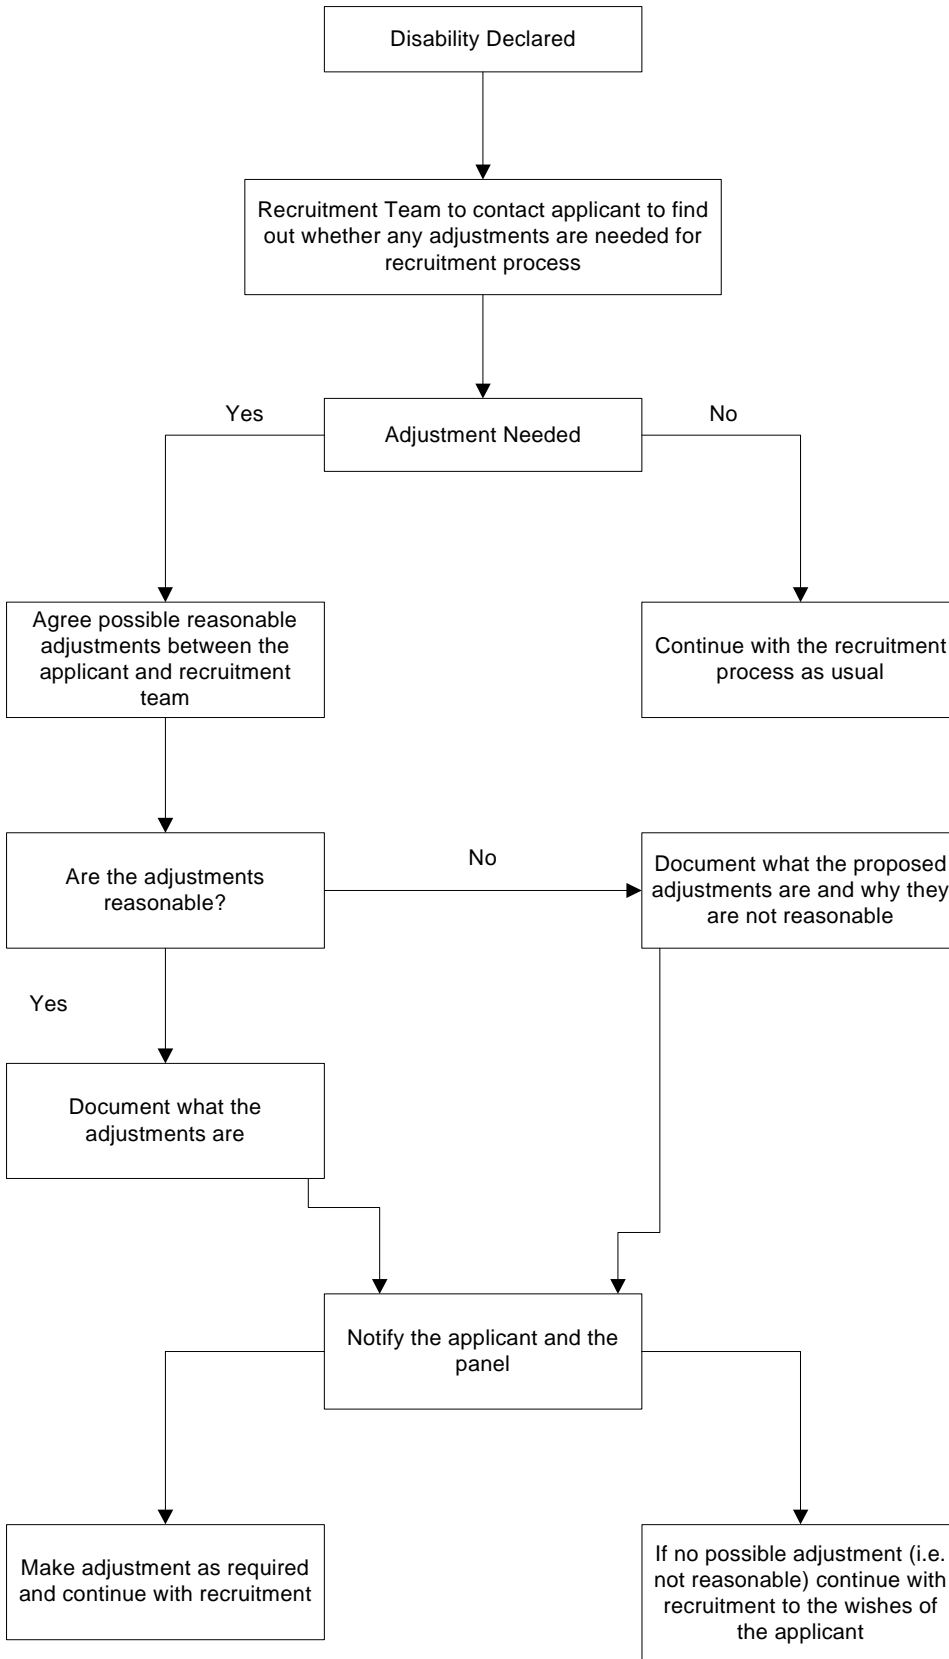 Disability Declared
Recruitment Team to contact applicant to find
out whether any adjustments are needed for
recruitment process
Yes
No
Adjustment Needed
Agree possible reasonable
adjustments between the
applicant and recruitment
team
Continue with the recruitment
process as usual
Are the adjustments
reasonable?
No
Document what the proposed
adjustments are and why they
are not reasonable
Yes
Document what the
adjustments are
Notify the applicant and the
panel
Make adjustment as required
and continue with recruitment
If no possible adjustment (i.e.
not reasonable) continue with
recruitment to the wishes of
the applicant